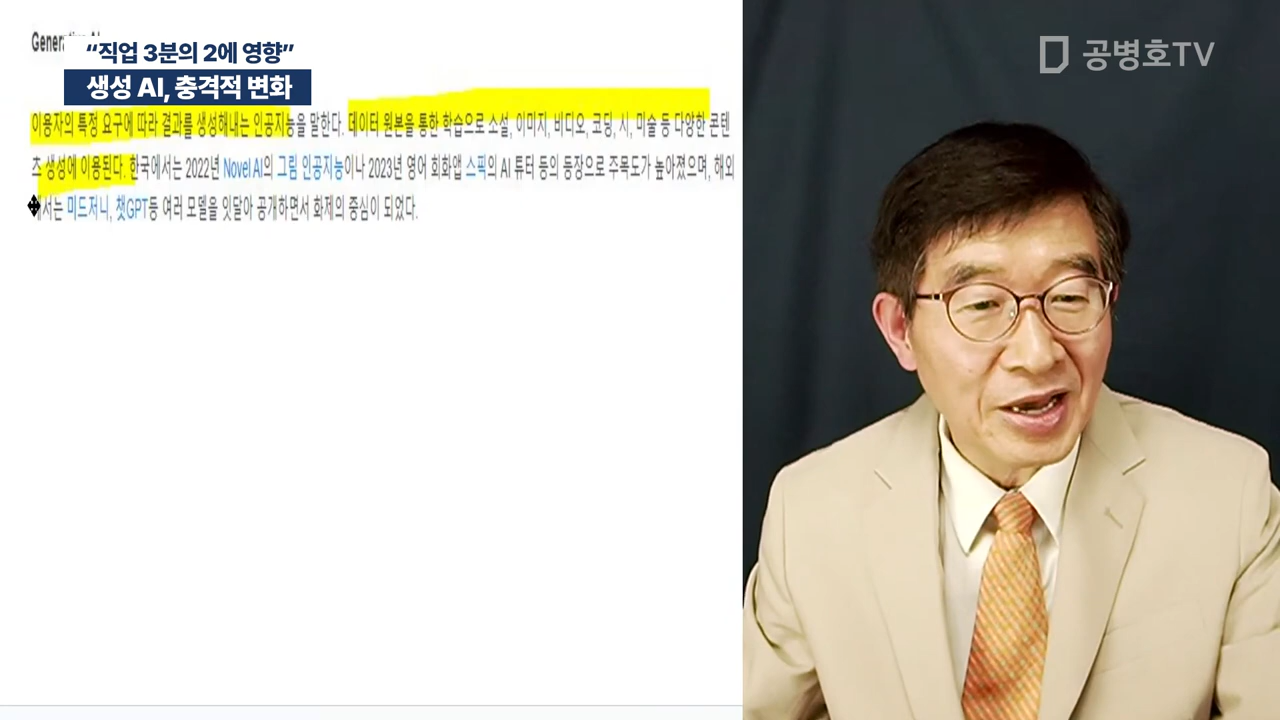 “직업 3분의 2에 영향”
생성 AI, 충격적 변화
공병호TV
이용자의 특정 요구에 따라 결과를 생성해내는 인공지능을 말한다. 데이터 원본을 통한 학습으로 소설, 이미지, 비디오, 코딩, 시, 미술 등 다양한 콘텐
츠 생성에 이용된다. 한국에서는 2022년 Novel AI의 그림 인공지능이나 2023년 영어 회화앱 스픽의 AI 튜터 등의 등장으로 주목도가 높아졌으며, 해외
에서는 미드저니, 챗GPT등 여러 모델을 잇달아 공개하면서 화제의 중심이 되었다.